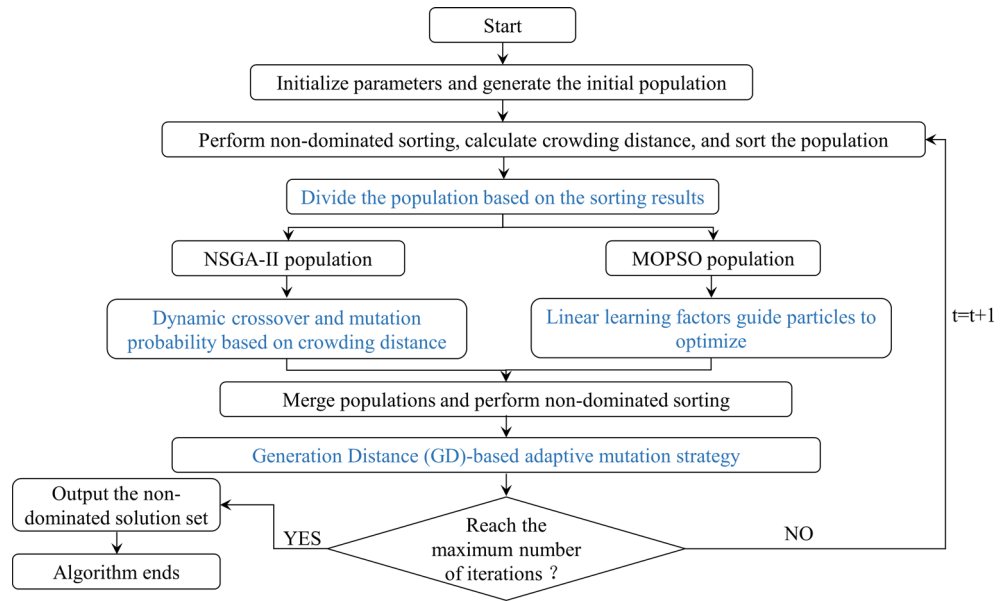 Start
Initialize parameters and generate the initial population
Perform non-dominated sorting, calculate crowding distance, and sort the population
Divide the population based on the sorting results
NSGA-II population
MOPSO population
Dynamic crossover and mutation
probability based on crowding distance
Linear learning factors guide particles to
optimize
t=t+1
Merge populations and perform non-dominated sorting
Generation Distance (GD)-based adaptive mutation strategy
Output the non-
dominated solution set
YES
Reach the
maximum number
of iterations ?
NO
Algorithm ends